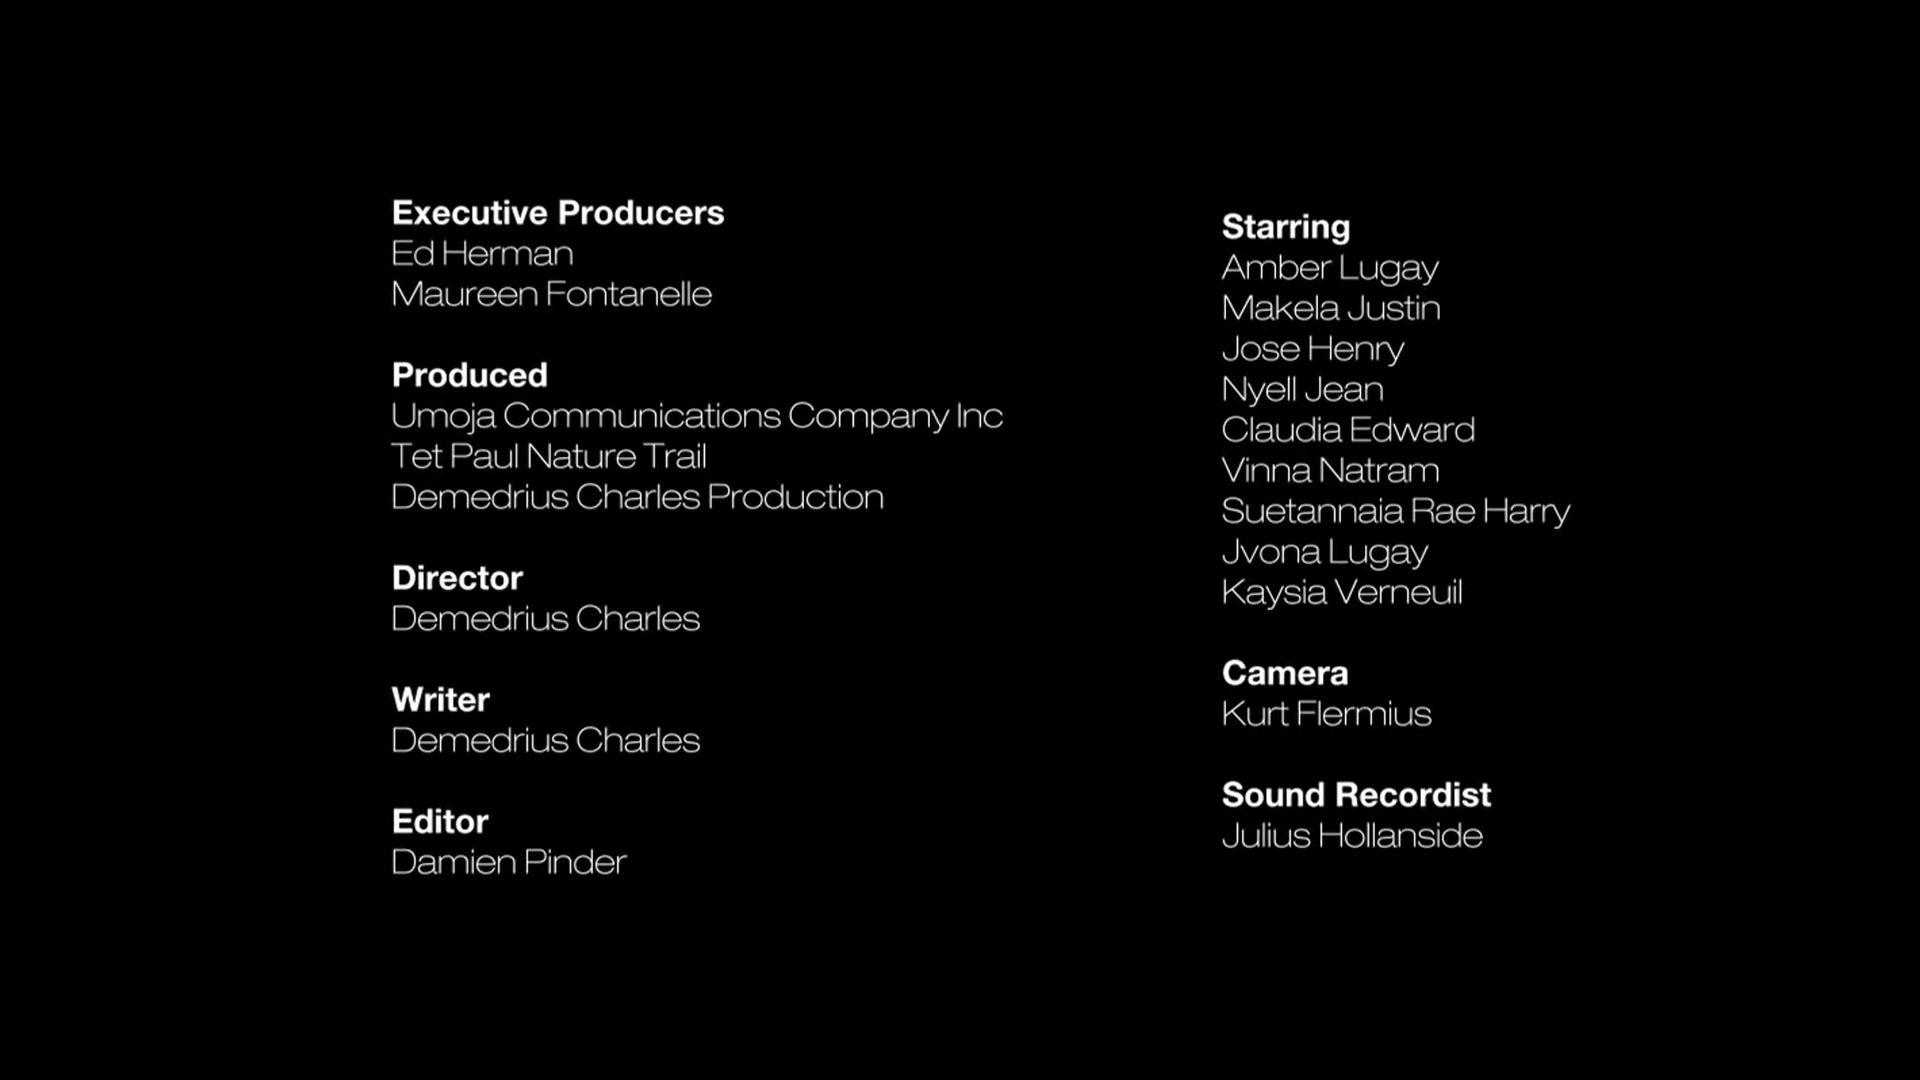 Executive Producers
Ed Herman
Maureen Fontanelle
Produced
Umoja Communications Company Inc
Tet Paul Nature Trail
Demedrius Charles Production
Director
Demedrius Charles
Writer
Demedrius Charles
Editor
Damien Pinder
Starring
Amber Lugay
Makela Justin
Jose Henry
Nyell Jean
Claudia Edward
Vinna Natram
Suetannaia Rae Harry
Jvona Lugay
Kaysia Verneuil
Camera
Kurt Flermius
Sound Recordist
Julius Hollanside